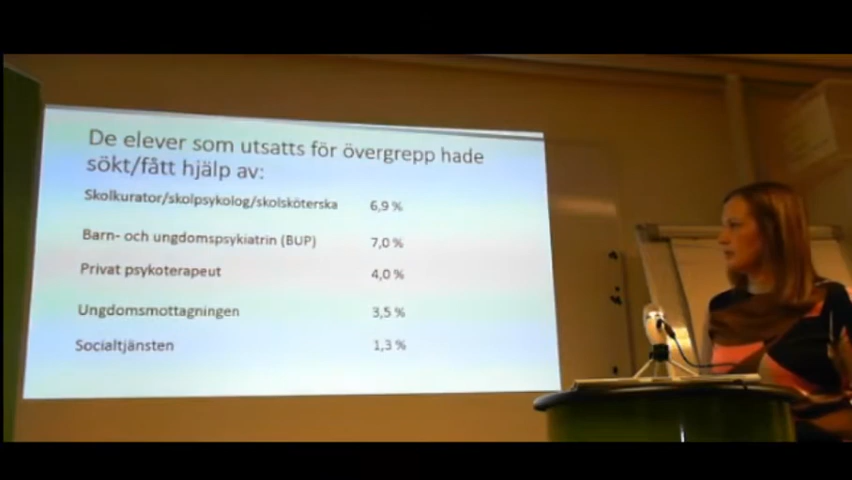 De elever som utsatts för övergrepp hade
sökt/fått hjälp av:
Skolkurator/skolpsykolog/skolsköterska 6,9 %
Barn- och ungdomspsykiatrin (BUP) 7,0 %
Privat psykoterapeut 4,0 %
Ungdomsmottagningen 3,5 %
Socialtjänsten 1,3 %